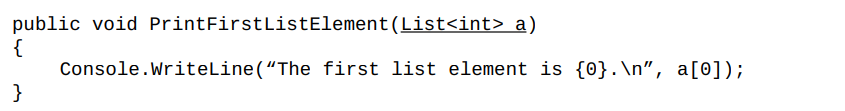 public void PrintFirstListElement(List<int> a)
{
    Console.WriteLine(“The first list element is {0}.\n”, a[0]);
}